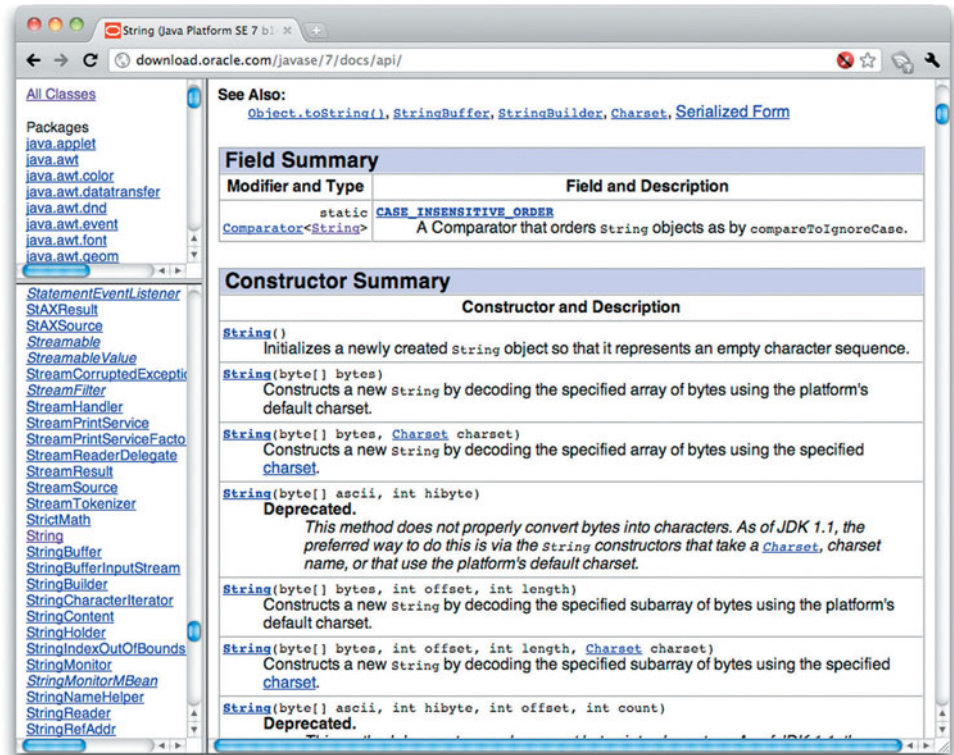 String (Java Platform SE 7 b1
download.oracle.com/javase/7/docs/api/
All Classes
Packages
java.applet
java.awt
java.awt.color
java.awt.datatransfer
java.awt.dnd
java.awt.event
java.awt.font
java.awt.geom
StatementEventListener
StAXResult
StAXSource
Streamable
StreamableValue
StreamCorruptedExceptic
StreamFilter
StreamHandler
StreamPrintService
StreamPrintServiceFacto
StreamReaderDelegate
StreamResult
StreamSource
StreamTokenizer
StrictMath
String
StringBuffer
StringBufferInputStream
StringBuilder
StringCharacterIterator
StringContent
StringHolder
StringIndexOutOfBounds
StringMonitor
StringMonitorMBean
StringNameHelper
StringReader
StringRefAddr
See Also:
Object.toString(), StringBuffer, StringBuilder, Charset, Serialized Form
Field Summary
Modifier and Type Field and Description
static CASE_INSENSITIVE_ORDER
Comparator<String> A Comparator that orders String objects as by compareToIgnoreCase.
Constructor Summary
Constructor and Description
String()
Initializes a newly created String object so that it represents an empty character sequence.
String(byte[] bytes)
Constructs a new String by decoding the specified array of bytes using the platform's
default charset.
String(byte[] bytes, Charset charset)
Constructs a new String by decoding the specified array of bytes using the specified
charset.
String(byte[] ascii, int hibyte)
Deprecated.
This method does not properly convert bytes into characters. As of JDK 1.1, the
preferred way to do this is via the String constructors that take a Charset, charset
name, or that use the platform's default charset.
String(byte[] bytes, int offset, int length)
Constructs a new String by decoding the specified subarray of bytes using the platform's
default charset.
String(byte[] bytes, int offset, int length, Charset charset)
Constructs a new String by decoding the specified subarray of bytes using the specified
charset.
String(byte[] ascii, int hibyte, int offset, int count)
Deprecated.